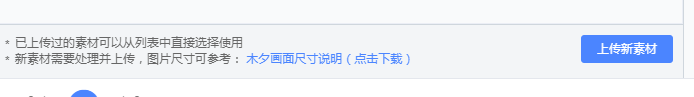 * 已上传过的素材可以从列表中直接选择使用
* 新素材需要处理并上传，图片尺寸可参考： 木夕画面尺寸说明（点击下载）
上传新素材